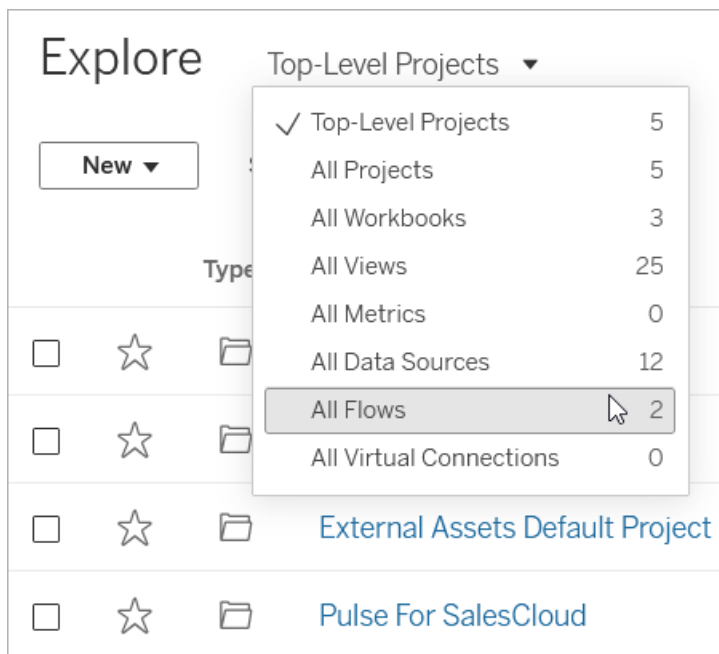 Explore
Top-Level Projects
Top-Level Projects 5
New
All Projects 5
All Workbooks 3
All Views 25
Type
All Metrics 0
All Data Sources 12
All Flows 2
All Virtual Connections 0
External Assets Default Project
Pulse For SalesCloud